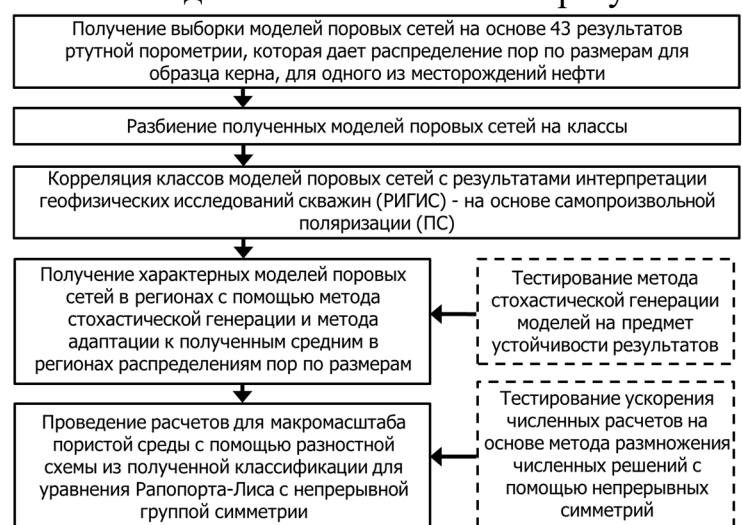 Получение выборки моделей поровых сетей на основе 43 результатов
ртутной порометрии, которая дает распределение пор по размерам для
образца керна, для одного из месторождений нефти
Разбиение полученных моделей поровых сетей на классы
Корреляция классов моделей поровых сетей с результатами интерпретации
геофизических исследований скважин (РИГИС) - на основе самопроизвольной
поляризации (ПС)
Получение характерных моделей поровых
сетей в регионах с помощью метода
стохастической генерации и метода
адаптации к полученным средним в
регионах распределениям пор по размерам
Тестирование метода
стохастической генерации
моделей на предмет
устойчивости результатов
Проведение расчетов для макромасштаба
пористой среды с помощью разностной
схемы из полученной классификации для
уравнения Рапопорта-Лиса с непрерывной
группой симметрии
Тестирование ускорения
численных расчетов на
основе метода размножения
численных решений с
помощью непрерывных
симметрий